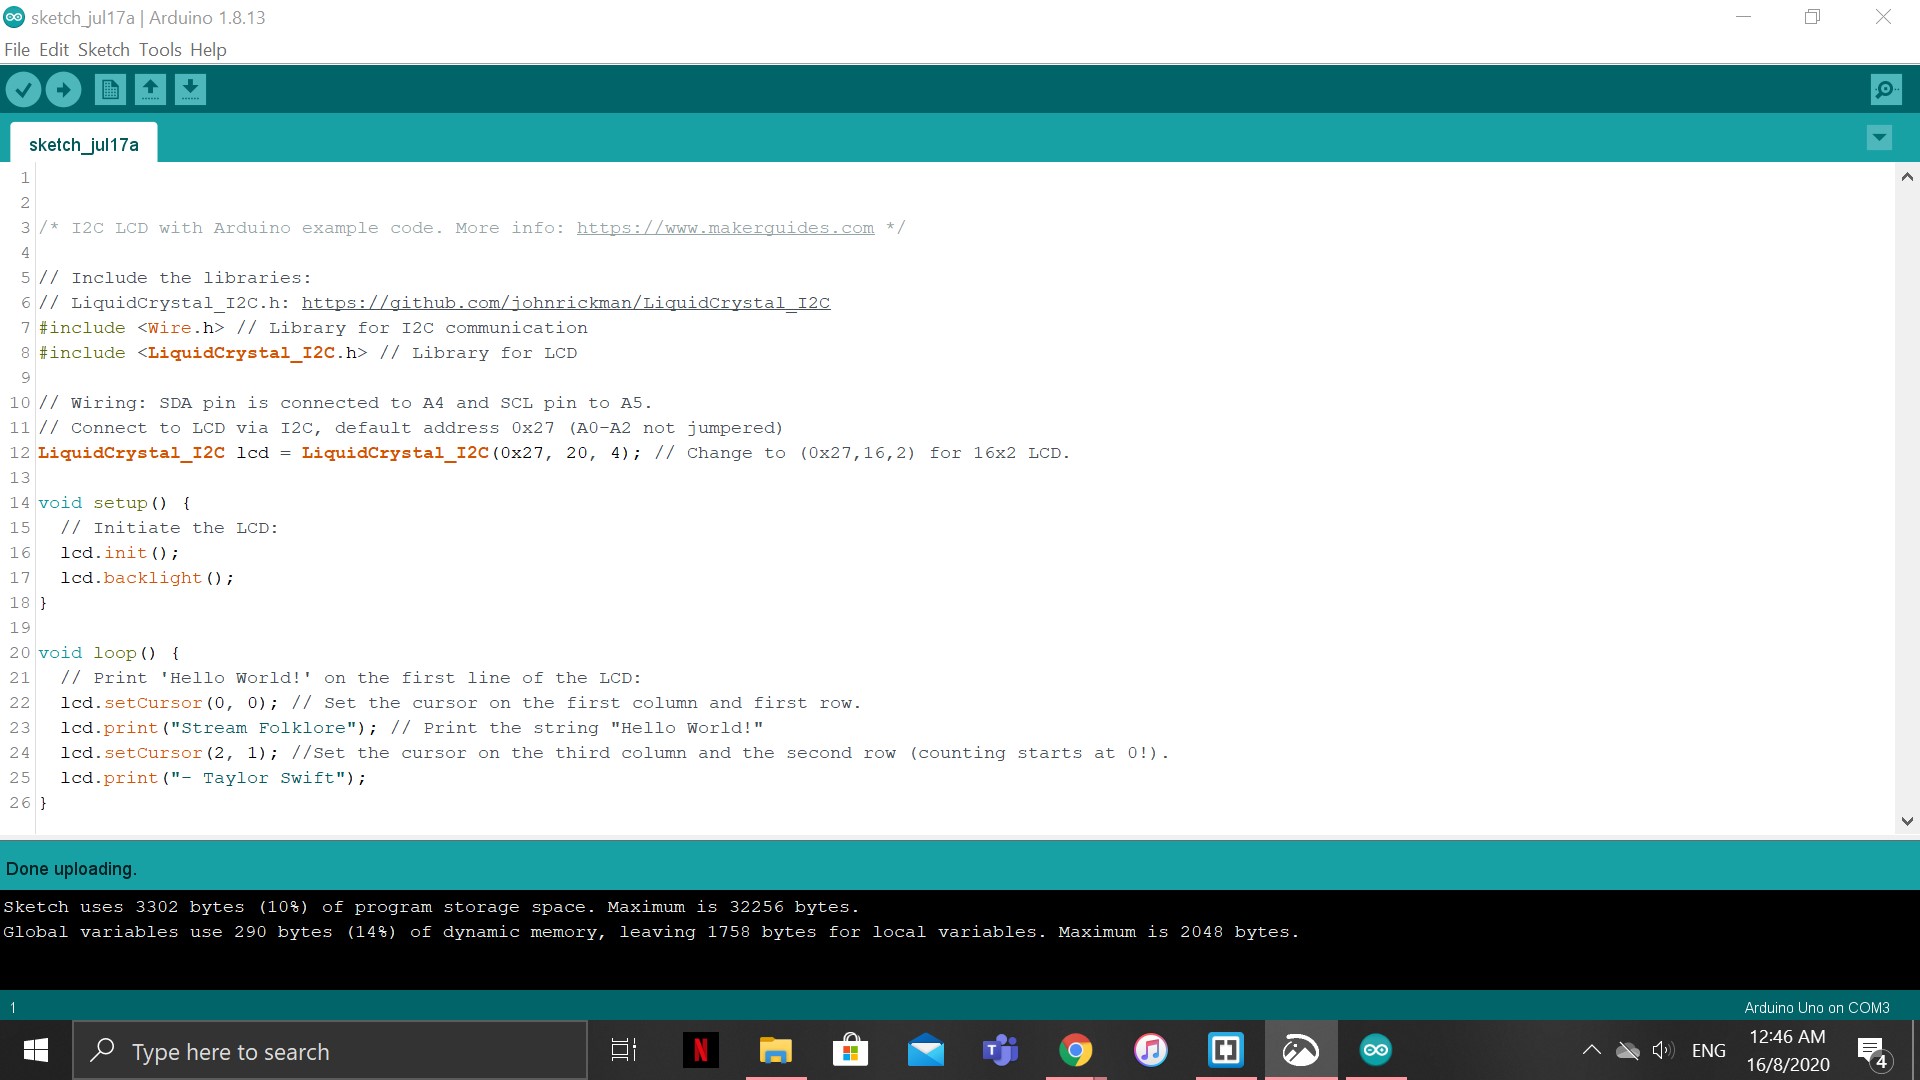 sketch_jul17a | Arduino 1.8.13
File Edit Sketch Tools Help
sketch_jul17a
1
2
3 /* I2C LCD with Arduino example code. More info: https://www.makerguides.com */
4
5 // Include the libraries:
6 // LiquidCrystal_I2C.h: https://github.com/johnrickman/LiquidCrystal_I2C
7 #include <Wire.h> // Library for I2C communication
8 #include <LiquidCrystal_I2C.h> // Library for LCD
9
10 // Wiring: SDA pin is connected to A4 and SCL pin to A5.
11 // Connect to LCD via I2C, default address 0x27 (A0-A2 not jumpered)
12 LiquidCrystal_I2C lcd = LiquidCrystal_I2C(0x27, 20, 4); // Change to (0x27,16,2) for 16x2 LCD.
13
14 void setup() {
15   // Initiate the LCD:
16   lcd.init();
17   lcd.backlight();
18 }
19
20 void loop() {
21   // Print 'Hello World!' on the first line of the LCD:
22   lcd.setCursor(0, 0); // Set the cursor on the first column and first row.
23   lcd.print("Stream Folklore"); // Print the string "Hello World!"
24   lcd.setCursor(2, 1); //Set the cursor on the third column and the second row (counting starts at 0!).
25   lcd.print("- Taylor Swift");
26 }
Done uploading.
Sketch uses 3302 bytes (10%) of program storage space. Maximum is 32256 bytes.
Global variables use 290 bytes (14%) of dynamic memory, leaving 1758 bytes for local variables. Maximum is 2048 bytes.
1
Arduino Uno on COM3
Type here to search
N
T
ENG
12:46 AM
16/8/2020
4